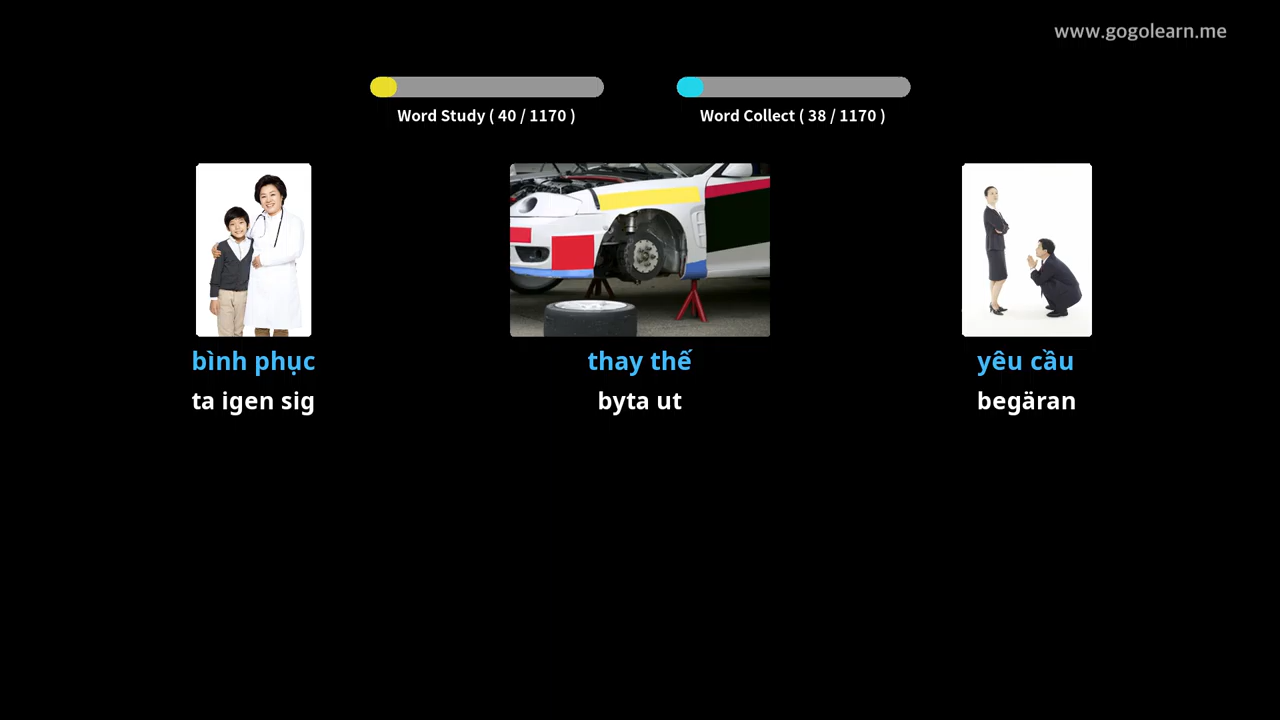 www.gogolearn.me
Word Study ( 40 / 1170 )
Word Collect ( 38 / 1170 )
bình phục
thay thế
yêu cầu
ta igen sig
byta ut
begäran